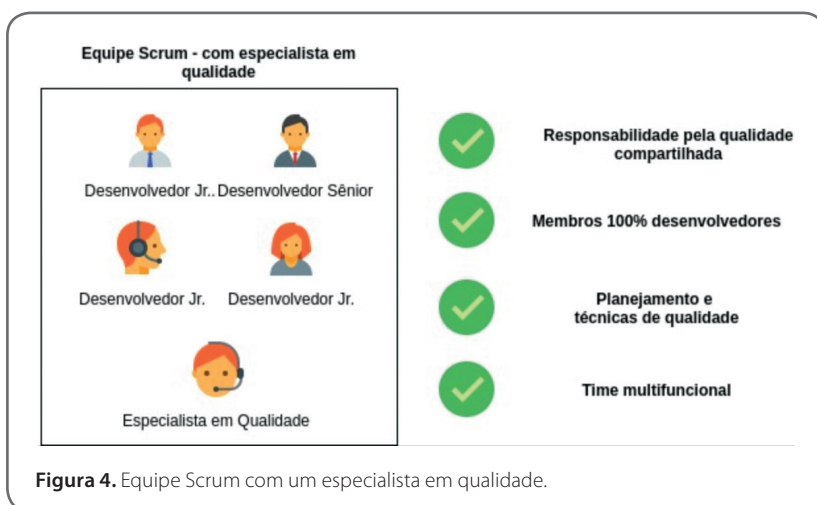 Equipe Scrum - com especialista em
qualidade
Desenvolvedor Jr.. Desenvolvedor Sênior
Desenvolvedor Jr. Desenvolvedor Jr.
Especialista em Qualidade
Responsabilidade pela qualidade
compartilhada
Membros 100% desenvolvedores
Planejamento e
técnicas de qualidade
Time multifuncional
Figura 4. Equipe Scrum com um especialista em qualidade.